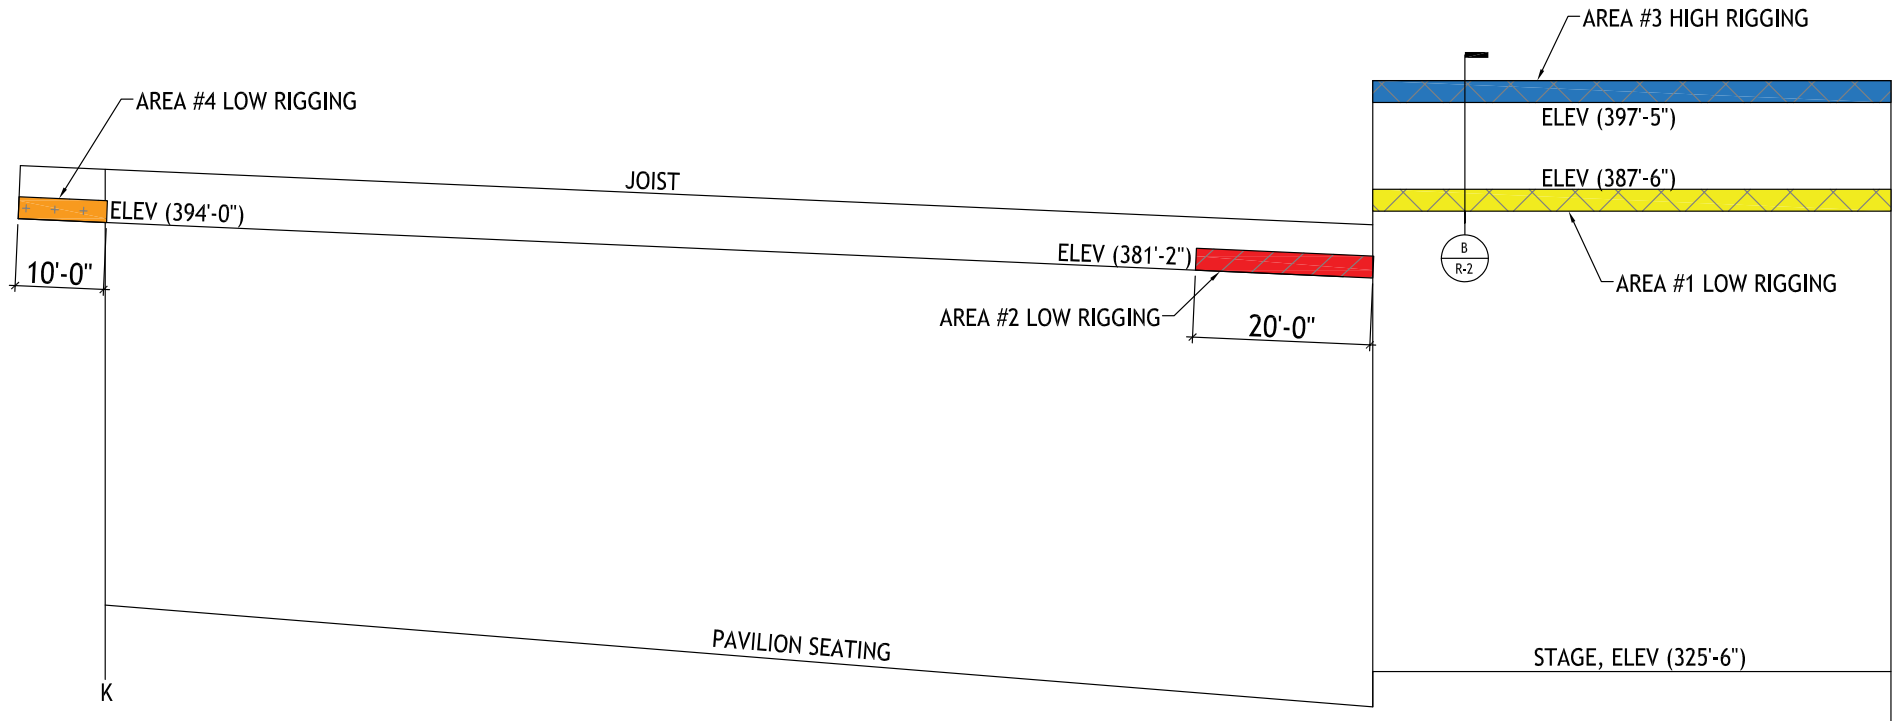 AREA #3 HIGH RIGGING
AREA #4 LOW RIGGING
ELEV (397'-5")
JOIST
ELEV (387'-6")
ELEV (394'-0")
ELEV (381'-2")
B
R-2
10'-0"
AREA #1 LOW RIGGING
AREA #2 LOW RIGGING
20'-0"
PAVILION SEATING
STAGE, ELEV (325'-6")
K